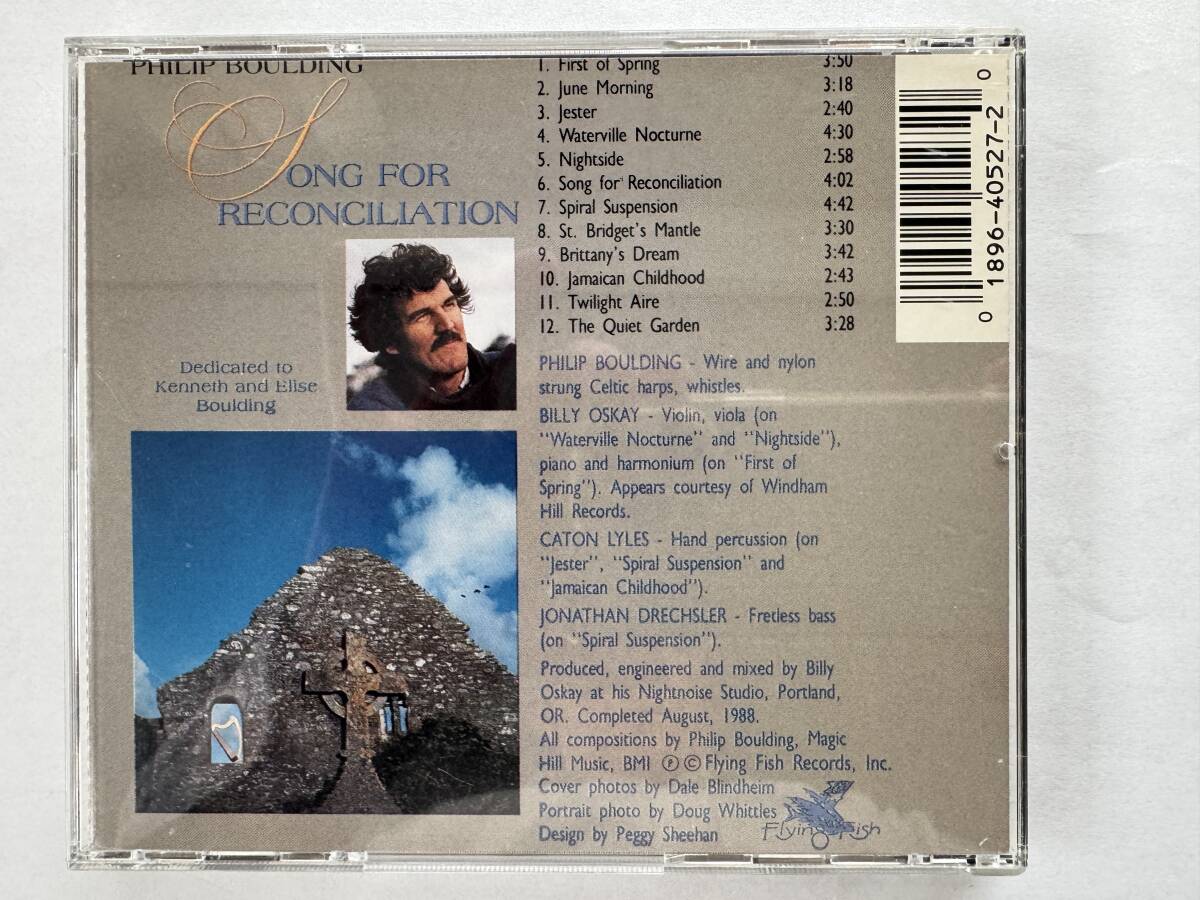 PHILIP BOULDING
SONG FOR
RECONCILIATION
Dedicated to
Kenneth and Elise
Boulding
1. First of Spring 3:50
2. June Morning 3:18
3. Jester 2:40
4. Waterville Nocturne 4:30
5. Nightside 2:58
6. Song for Reconciliation 4:02
7. Spiral Suspension 4:42
8. St. Bridget's Mantle 3:30
9. Brittany's Dream 3:42
10. Jamaican Childhood 2:43
11. Twilight Aire 2:50
12. The Quiet Garden 3:28
PHILIP BOULDING - Wire and nylon
strung Celtic harps, whistles.
BILLY OSKAY - Violin, viola (on
"Waterville Nocturne" and "Nightside"),
piano and harmonium (on "First of
Spring"). Appears courtesy of Windham
Hill Records.
CATON LYLES - Hand percussion (on
"Jester", "Spiral Suspension" and
"Jamaican Childhood").
JONATHAN DRECHSLER - Fretless bass
(on "Spiral Suspension").
Produced, engineered and mixed by Billy
Oskay at his Nightnoise Studio, Portland,
OR. Completed August, 1988.
All compositions by Philip Boulding, Magic
Hill Music, BMI ℗ © Flying Fish Records, Inc.
Cover photos by Dale Blindheim
Portrait photo by Doug Whittles
Design by Peggy Sheehan
Flying Fish
0 1896-40527-2 0